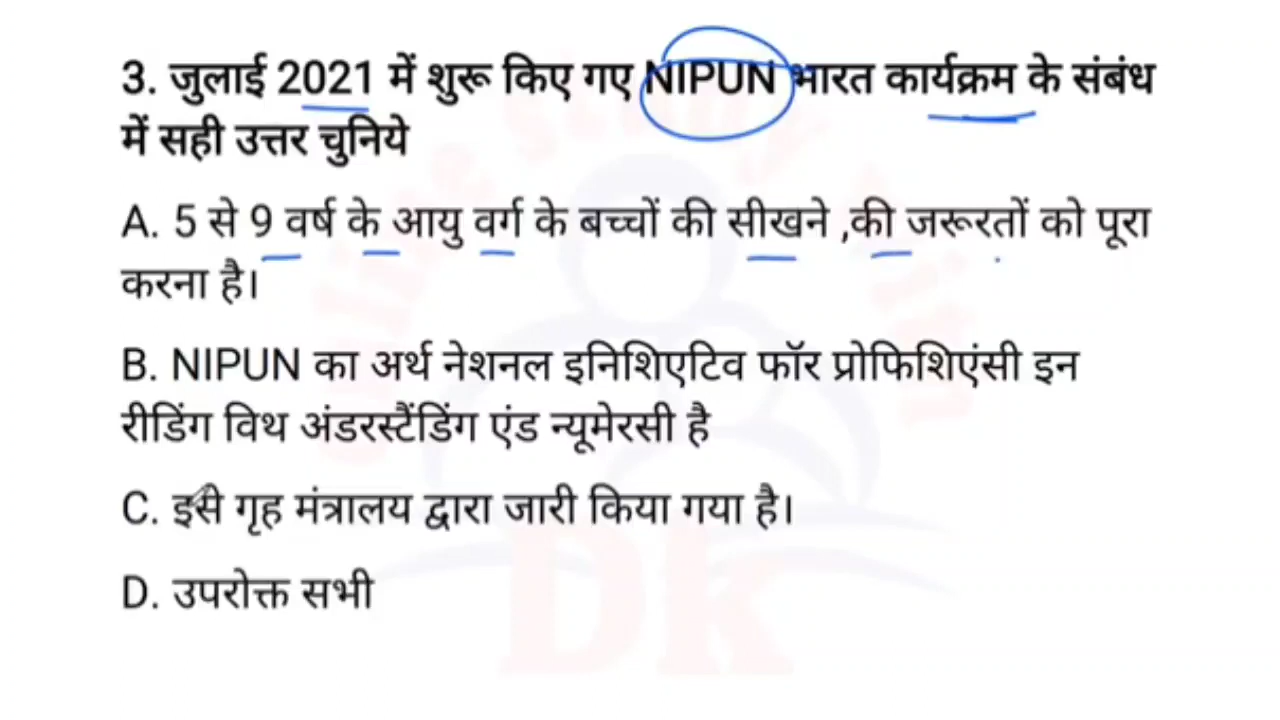 3. जुलाई 2021 में शुरू किए गए NIPUN भारत कार्यक्रम के संबंध
में सही उत्तर चुनिये
A. 5 से 9 वर्ष के आयु वर्ग के बच्चों की सीखने ,की जरूरतों को पूरा
करना है।
B. NIPUN का अर्थ नेशनल इनिशिएटिव फॉर प्रोफिशिएंसी इन
रीडिंग विथ अंडरस्टैंडिंग एंड न्यूमेरसी है
C. इसे गृह मंत्रालय द्वारा जारी किया गया है।
D. उपरोक्त सभी
Dk